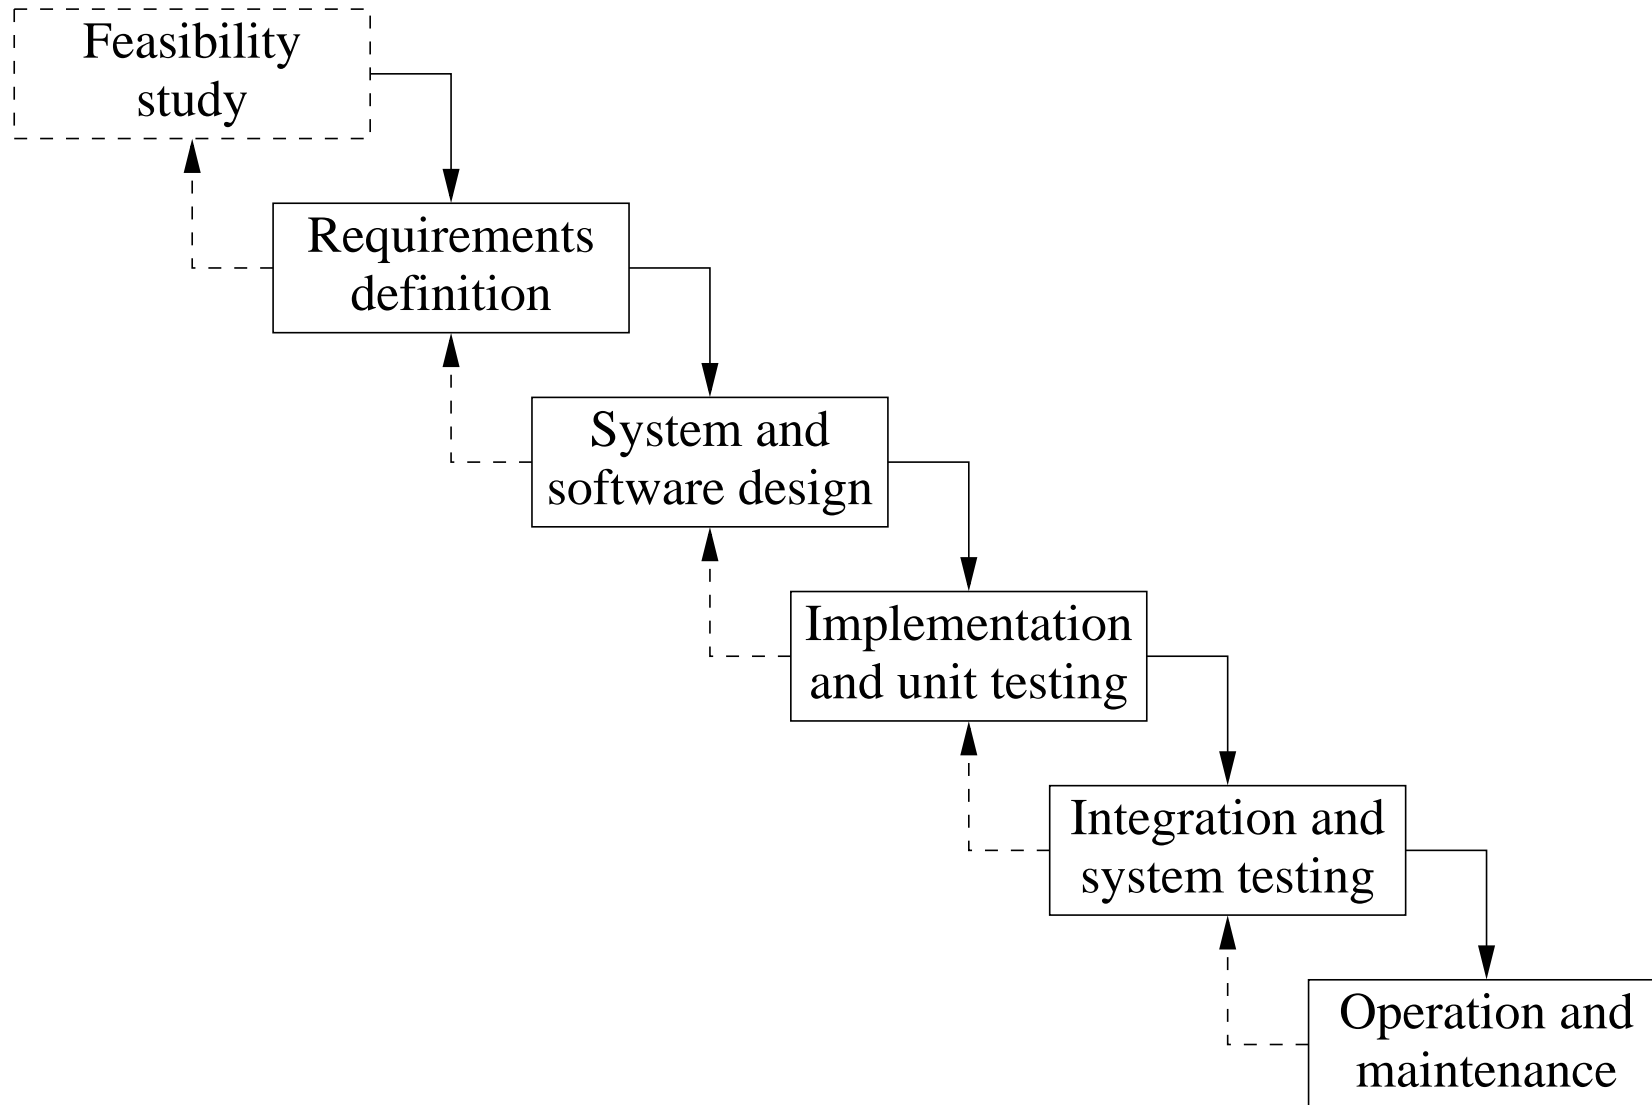 Feasibility
study
Requirements
definition
System and
software design
Implementation
and unit testing
Integration and
system testing
Operation and
maintenance